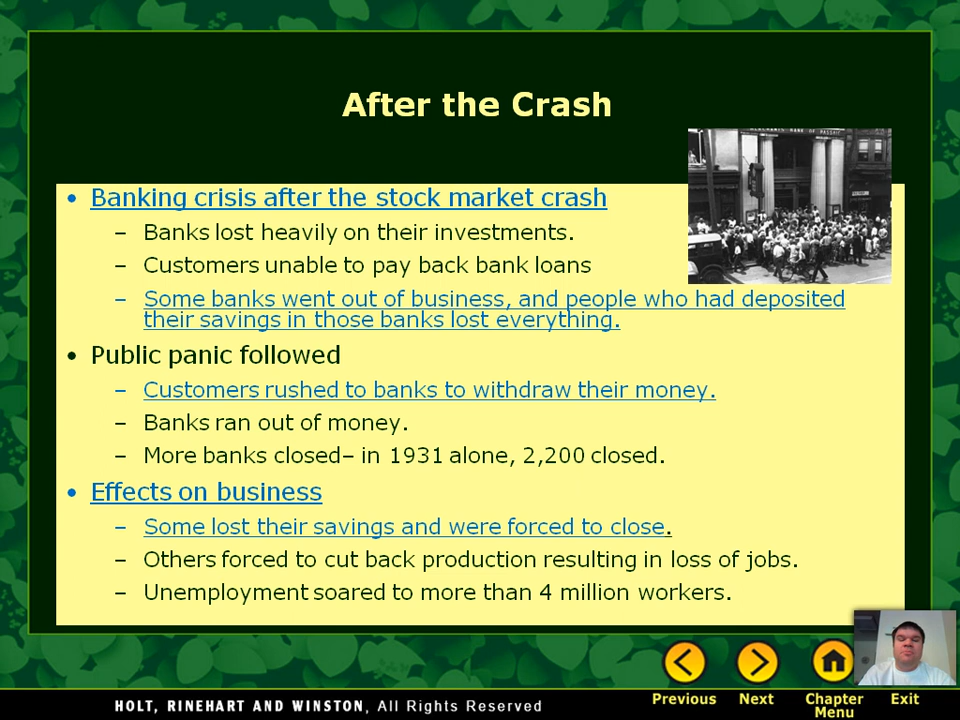 After the Crash
MERCHANTS BANK OF PASSAIC
• Banking crisis after the stock market crash
– Banks lost heavily on their investments.
– Customers unable to pay back bank loans
– Some banks went out of business, and people who had deposited
their savings in those banks lost everything.
• Public panic followed
– Customers rushed to banks to withdraw their money.
– Banks ran out of money.
– More banks closed– in 1931 alone, 2,200 closed.
• Effects on business
– Some lost their savings and were forced to close.
– Others forced to cut back production resulting in loss of jobs.
– Unemployment soared to more than 4 million workers.
HOLT, RINEHART AND WINSTON, All Rights Reserved
Previous
Next
Chapter
Menu
Exit